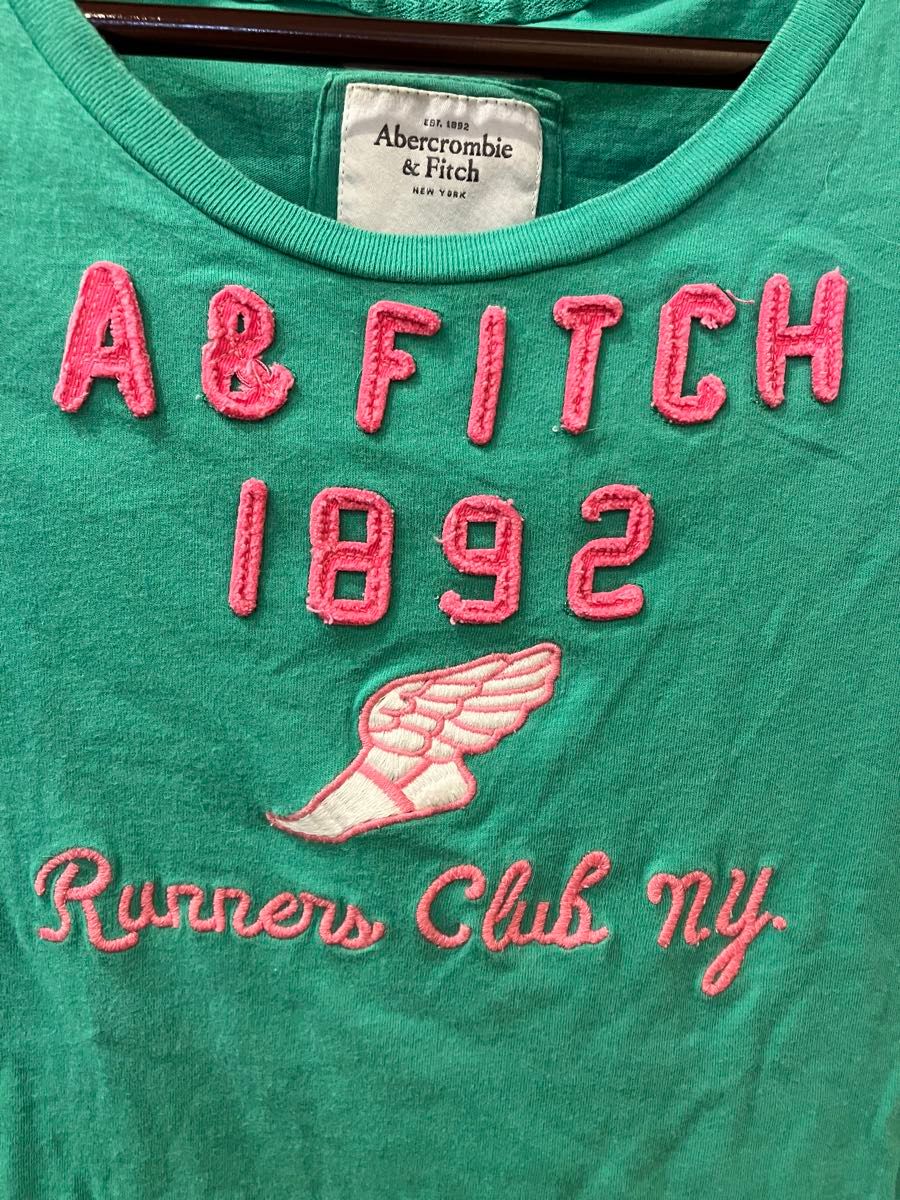 EST. 1892
Abercrombie
& Fitch
NEW YORK
A & FITCH
1892
Runners Club n.y.